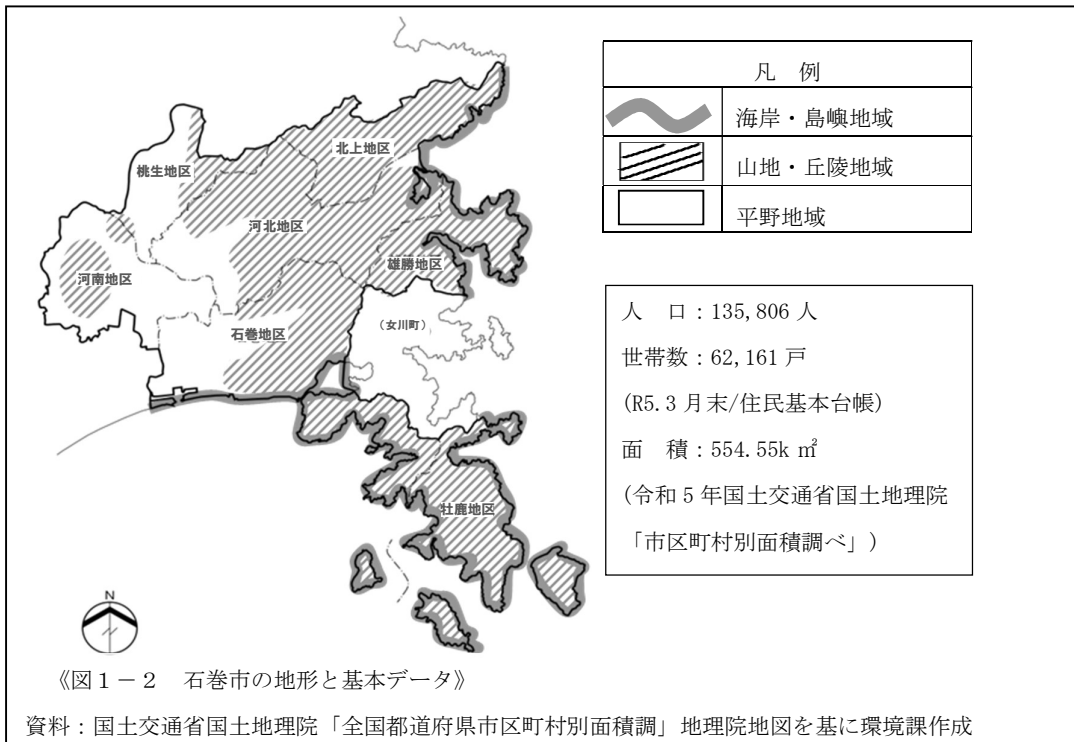 凡 例
海岸・島嶼地域
山地・丘陵地域
平野地域
北上地区
桃生地区
河北地区
雄勝地区
河南地区
石巻地区
（女川町）
牡鹿地区
N
人 口：135,806 人
世帯数：62,161 戸
(R5.3 月末/住民基本台帳)
面 積：554.55k ㎡
(令和 5 年国土交通省国土地理院
「市区町村別面積調べ」)
《図１－２ 石巻市の地形と基本データ》
資料：国土交通省国土地理院「全国都道府県市区町村別面積調」地理院地図を基に環境課作成